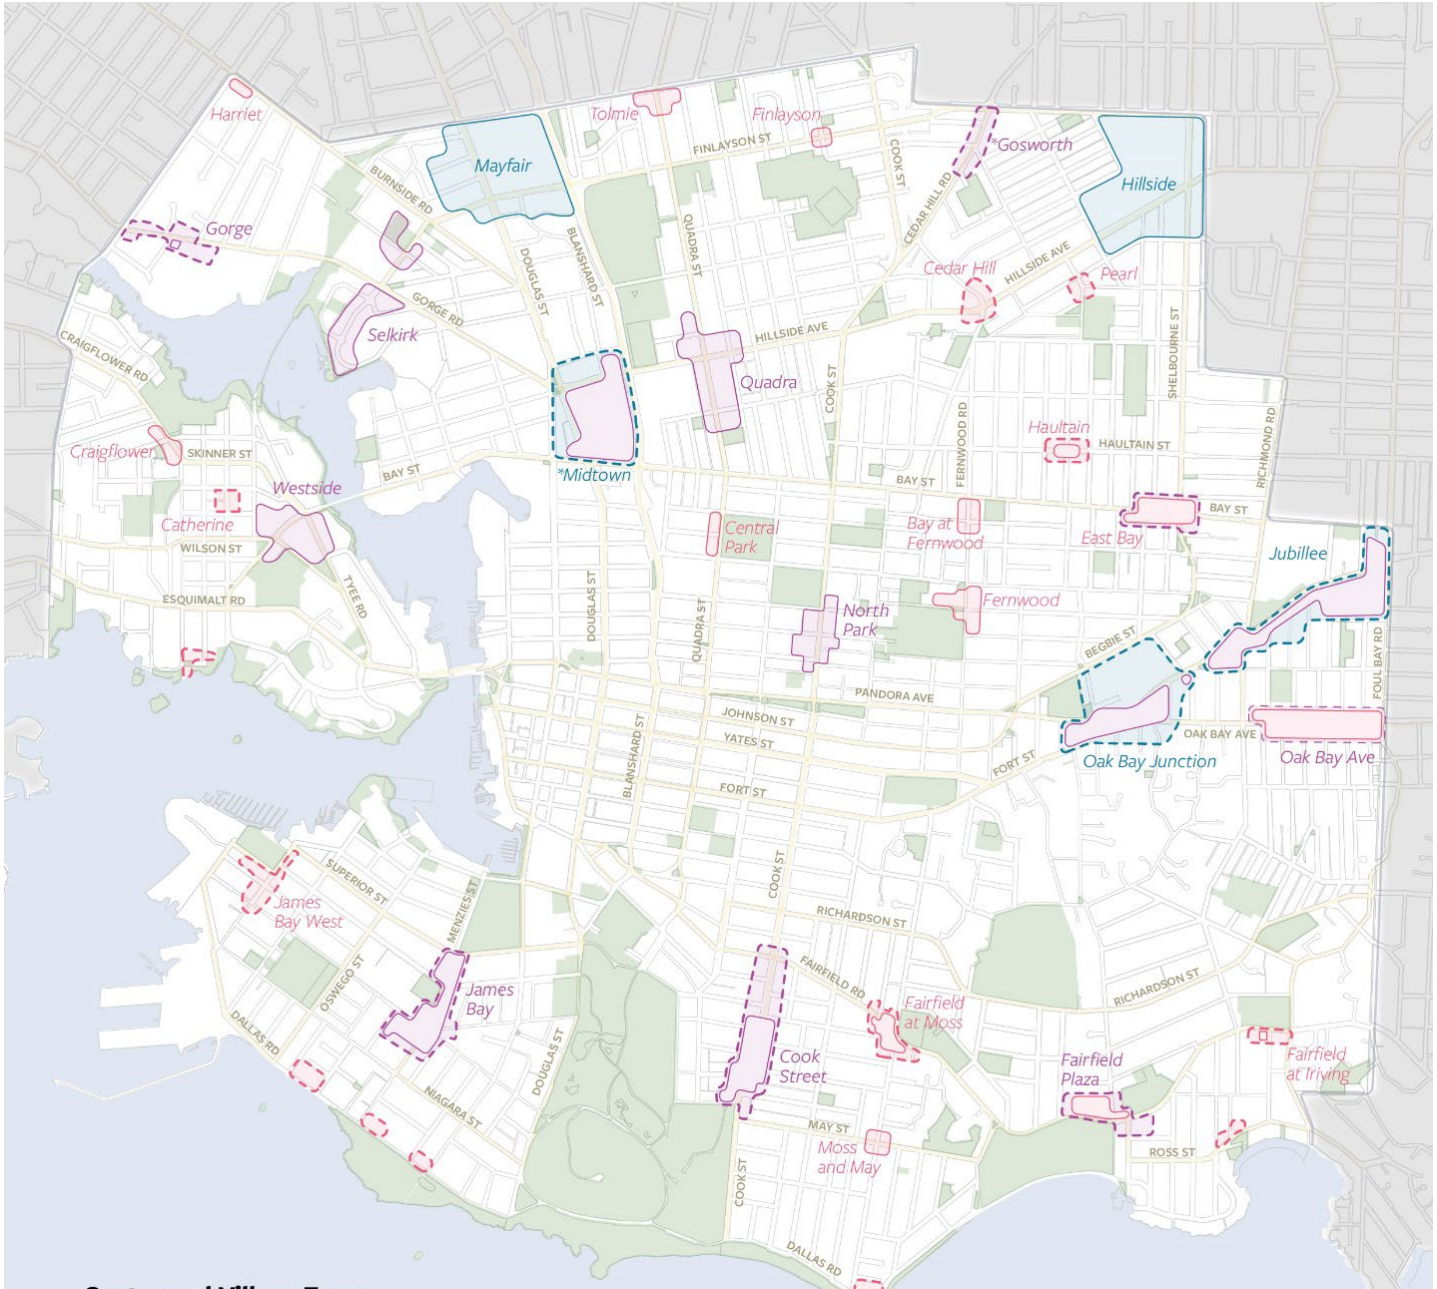 Harriet
Tolmie
Finlayson
*Gosworth
Mayfair
FINLAYSON ST
COOK ST
Hillside
BURNSIDE RD
CEDAR HILL RD
Gorge
QUADRA ST
BLANSHARD ST
DOUGLAS ST
HILLSIDE AVE
Cedar Hill
Pearl
GORGE RD
Selkirk
HILLSIDE AVE
CRAIGFLOWER RD
SHELBOURNE ST
Quadra
COOK ST
FERNWOOD RD
RICHMOND RD
Haultain
HAULTAIN ST
Craigflower
SKINNER ST
BAY ST
*Midtown
BAY ST
Westside
BAY ST
Catherine
Central
Park
Bay at
Fernwood
East Bay
WILSON ST
Jubillee
TYEE RD
DOUGLAS ST
ESQUIMALT RD
Fernwood
North
Park
QUADRA ST
BEGBIE ST
FOUL BAY RD
PANDORA AVE
JOHNSON ST
YATES ST
BLANSHARD ST
OAK BAY AVE
Oak Bay Junction
Oak Bay Ave
FORT ST
FORT ST
COOK ST
SUPERIOR ST
MENZIES ST
James
Bay West
RICHARDSON ST
FAIRFIELD RD
OSWEGO ST
James
Bay
RICHARDSON ST
Fairfield
at Moss
DALLAS RD
DOUGLAS ST
Cook
Street
Fairfield
Plaza
Fairfield
at Iriving
NIAGARA ST
MAY ST
Moss
and May
ROSS ST
COOK ST
DALLAS RD